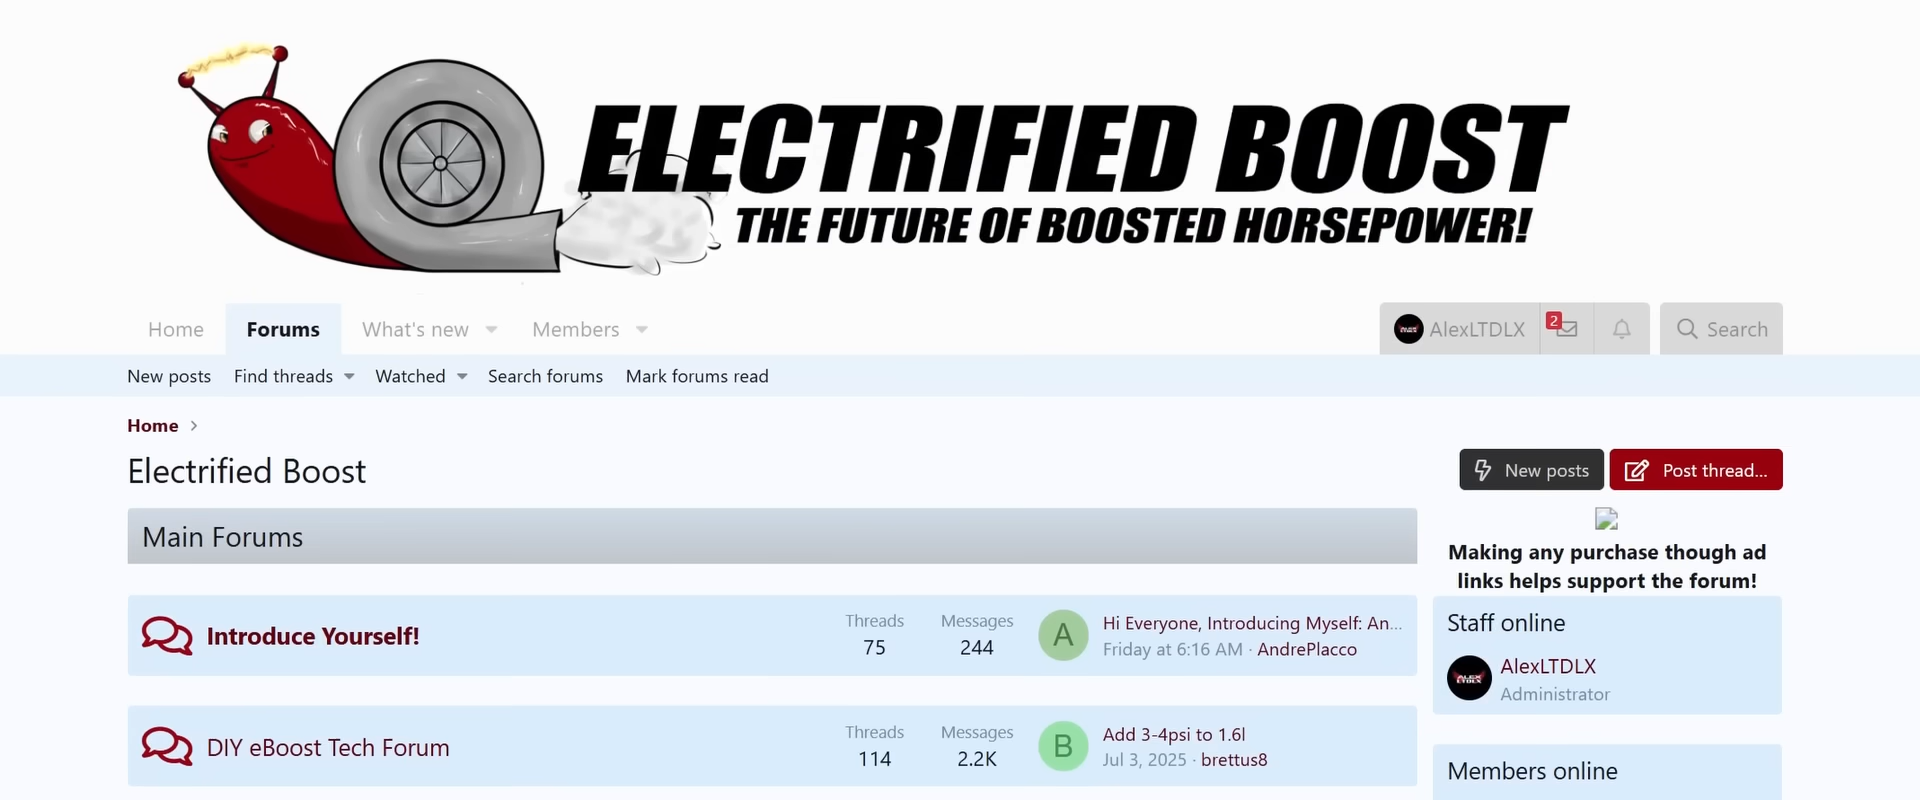 ELECTRIFIED BOOST
THE FUTURE OF BOOSTED HORSEPOWER!
Home
Forums
What's new
Members
AlexLTDLX
2
Search
New posts
Find threads
Watched
Search forums
Mark forums read
Home
Electrified Boost
New posts
Post thread...
Main Forums
Making any purchase though ad
links helps support the forum!
Introduce Yourself!
Threads
75
Messages
244
A
Hi Everyone, Introducing Myself: An...
Friday at 6:16 AM · AndrePlacco
Staff online
ALEX
LTDLX
AlexLTDLX
Administrator
DIY eBoost Tech Forum
Threads
114
Messages
2.2K
B
Add 3-4psi to 1.6l
Jul 3, 2025 · brettus8
Members online